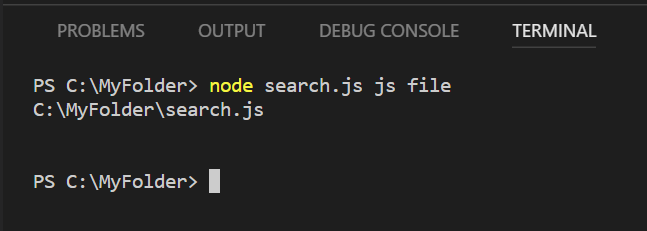 PROBLEMS OUTPUT DEBUG CONSOLE TERMINAL
PS C:\MyFolder> node search.js js file
C:\MyFolder\search.js
PS C:\MyFolder>